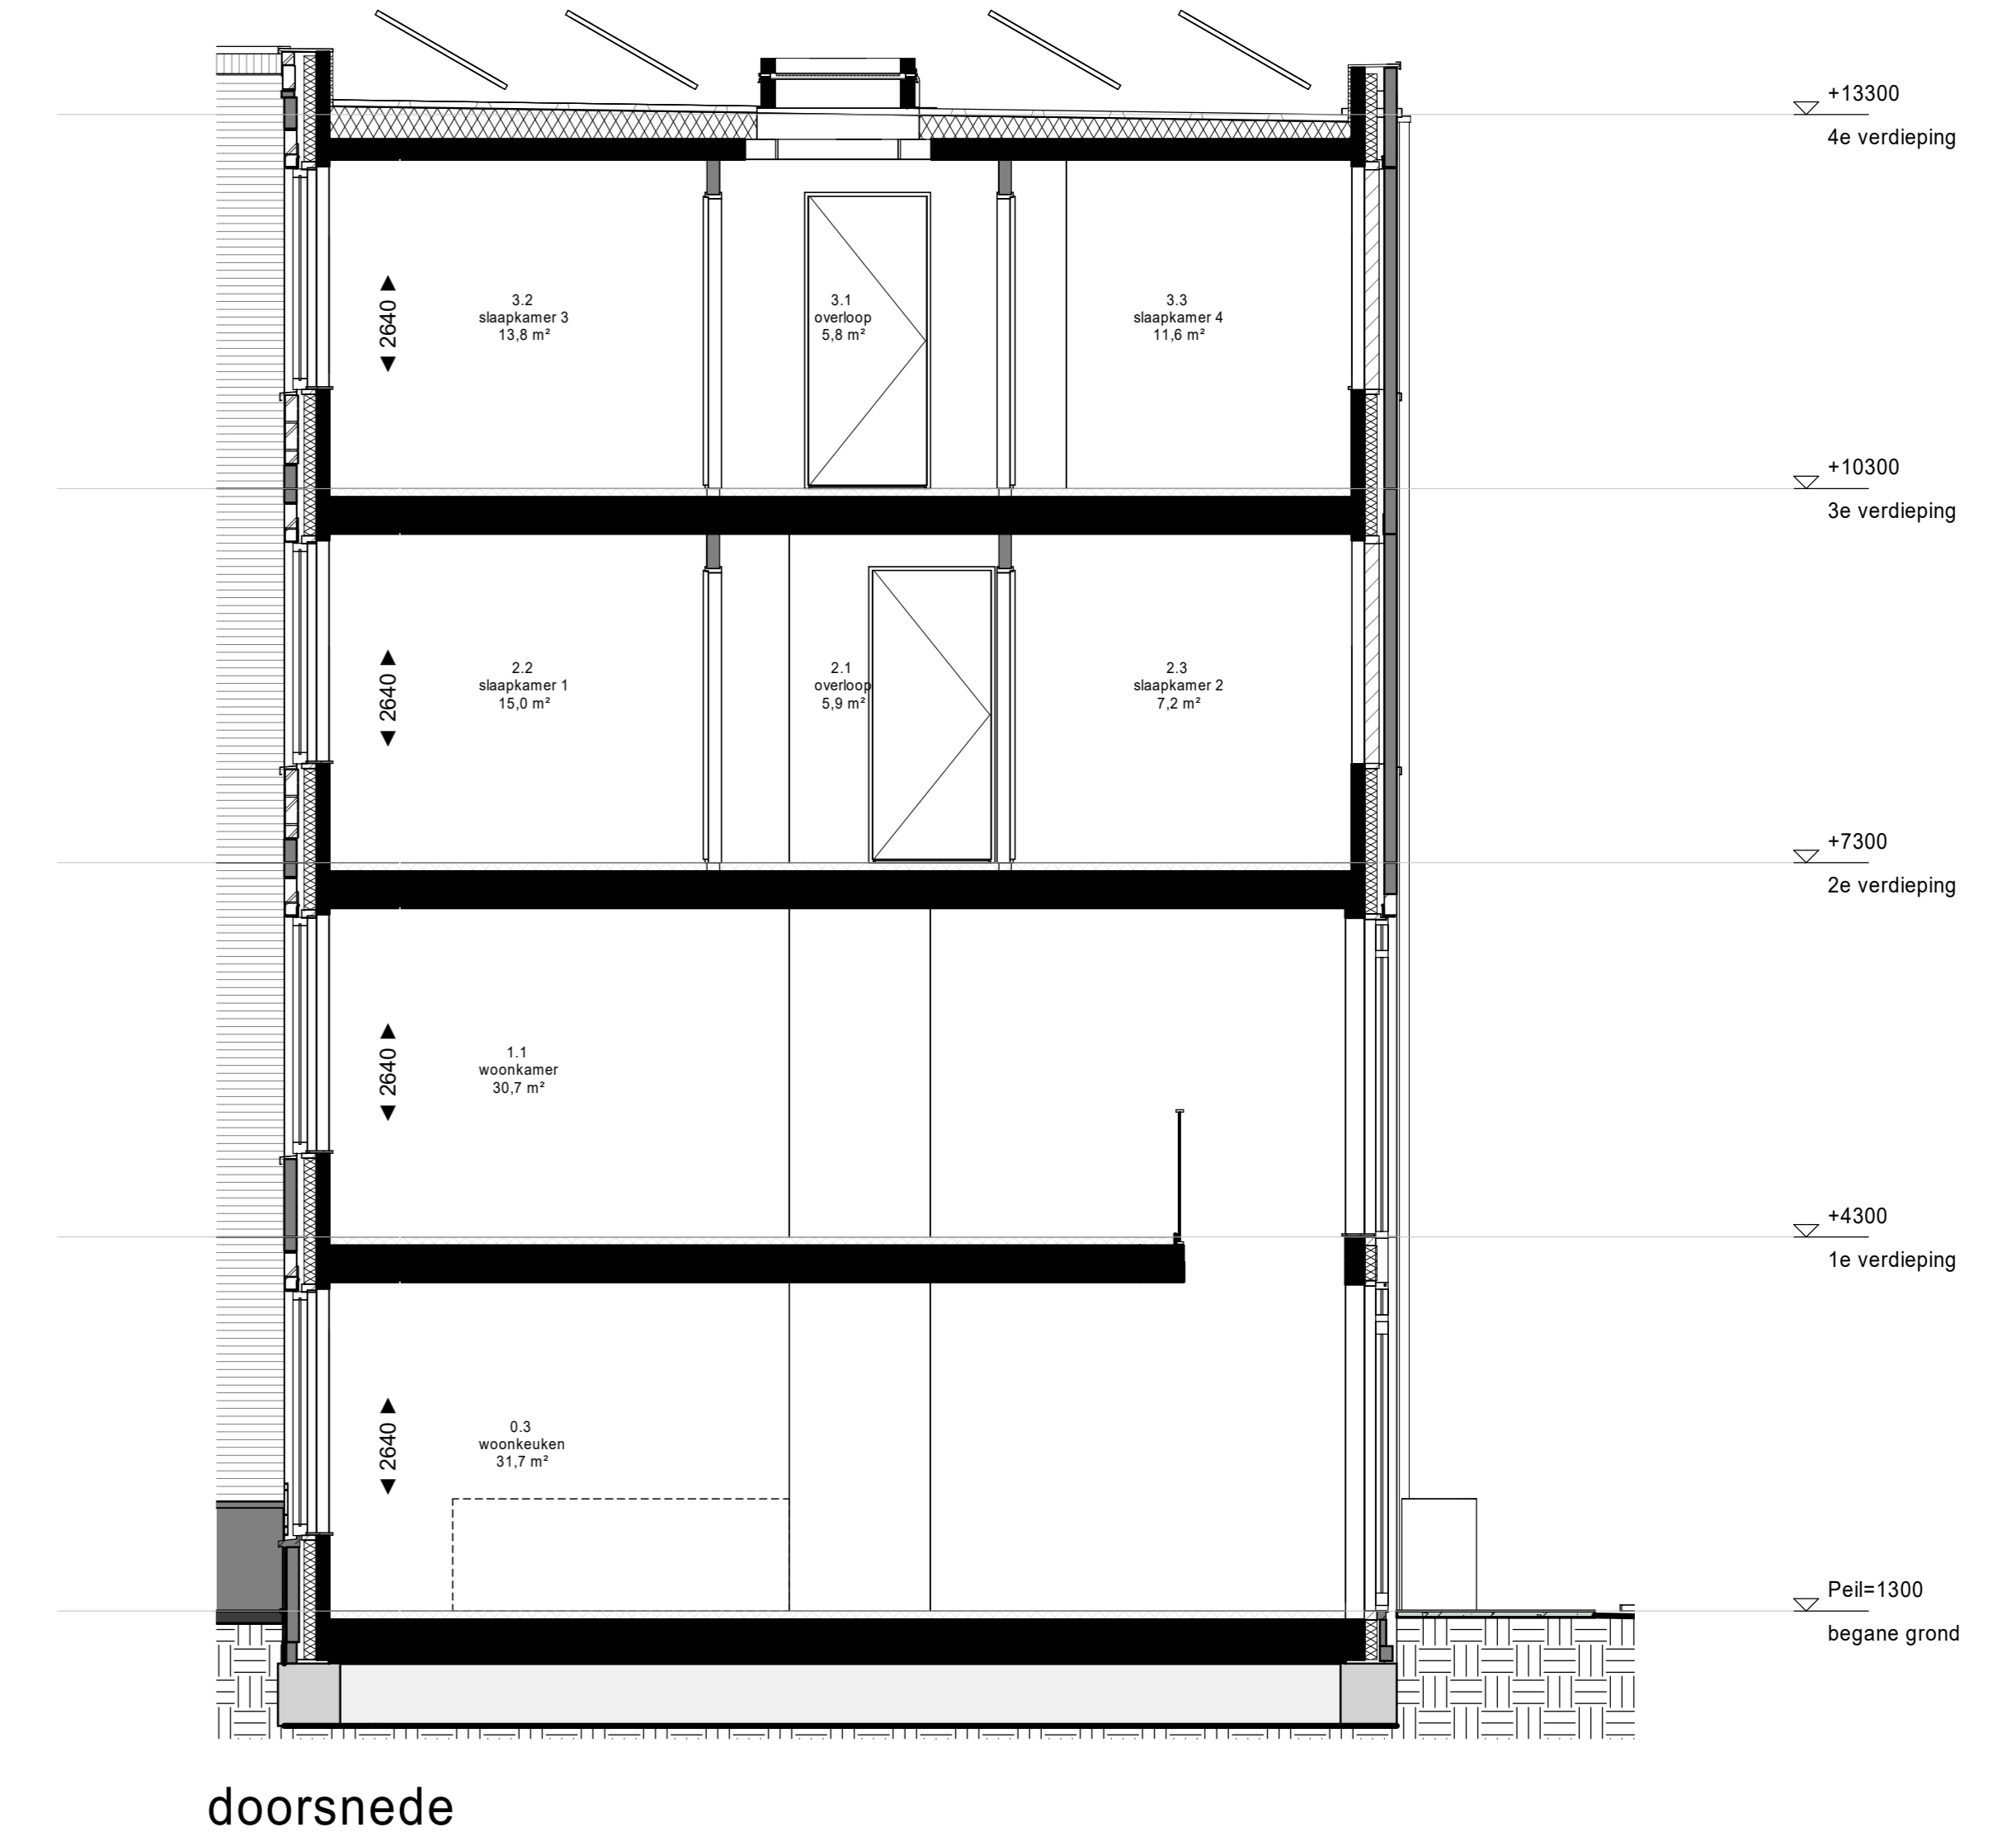 +13300
4e verdieping
3.2
slaapkamer 3
13,8 m²
3.1
overloop
5,8 m²
3.3
slaapkamer 4
11,6 m²
2640
+10300
3e verdieping
2.2
slaapkamer 1
15,0 m²
2.1
overloop
5,9 m²
2.3
slaapkamer 2
7,2 m²
2640
+7300
2e verdieping
1.1
woonkamer
30,7 m²
2640
+4300
1e verdieping
0.3
woonkeuken
31,7 m²
2640
Peil=1300
begane grond
doorsnede